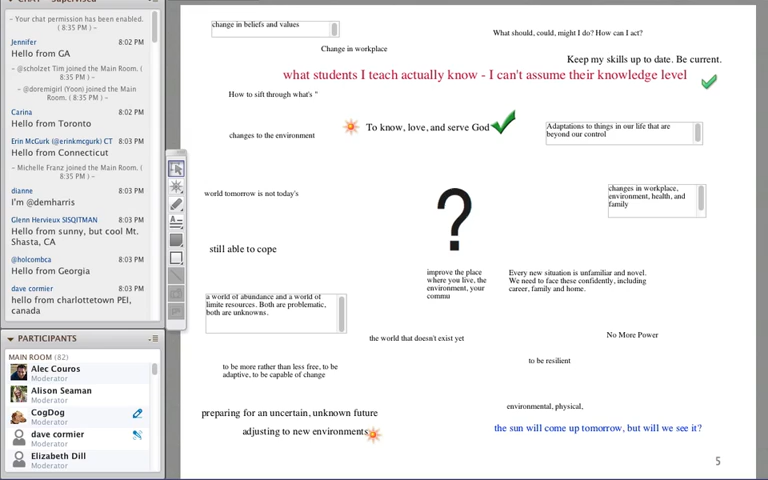 CHAT - Supervised
- Your chat permission has been enabled.
( 8:35 PM ) -
Jennifer 8:02 PM
Hello from GA
- @scholzet Tim joined the Main Room. (
8:35 PM ) -
- @doremigirl (Yoon) joined the Main
Room. ( 8:35 PM ) -
Carina 8:02 PM
Hello from Toronto
Erin McGurk (@erinkmcgurk) CT 8:03 PM
Hello from Connecticut
- Michelle Franz joined the Main Room. (
8:35 PM ) -
dianne 8:03 PM
I'm @demharris
Glenn Hervieux SISQITMAN 8:03 PM
Hello from sunny, but cool Mt.
Shasta, CA
@holcombca 8:03 PM
Hello from Georgia
dave cormier 8:03 PM
hello from charlottetown PEI,
canada
PARTICIPANTS
MAIN ROOM (82)
Alec Couros
Moderator
Alison Seaman
Moderator
CogDog
Moderator
dave cormier
Moderator
Elizabeth Dill
Moderator
change in beliefs and values
What should, could, might I do? How can I act?
Change in workplace
Keep my skills up to date. Be current.
what students I teach actually know - I can't assume their knowledge level
How to sift through what's "
To know, love, and serve God
changes to the environment
Adaptations to things in our life that are
beyond our control
world tomorrow is not today's
?
changes in workplace,
environment, health, and
family
still able to cope
improve the place
where you live, the
environment, your
commu
Every new situation is unfamiliar and novel.
We need to face these confidently, including
career, family and home.
a world of abundance and a world of
limite resources. Both are problematic,
both are unknowns.
the world that doesn't exist yet
No More Power
to be more rather than less free, to be
adaptive, to be capable of change
to be resilient
preparing for an uncertain, unknown future
environmental, physical,
adjusting to new environments
the sun will come up tomorrow, but will we see it?
5